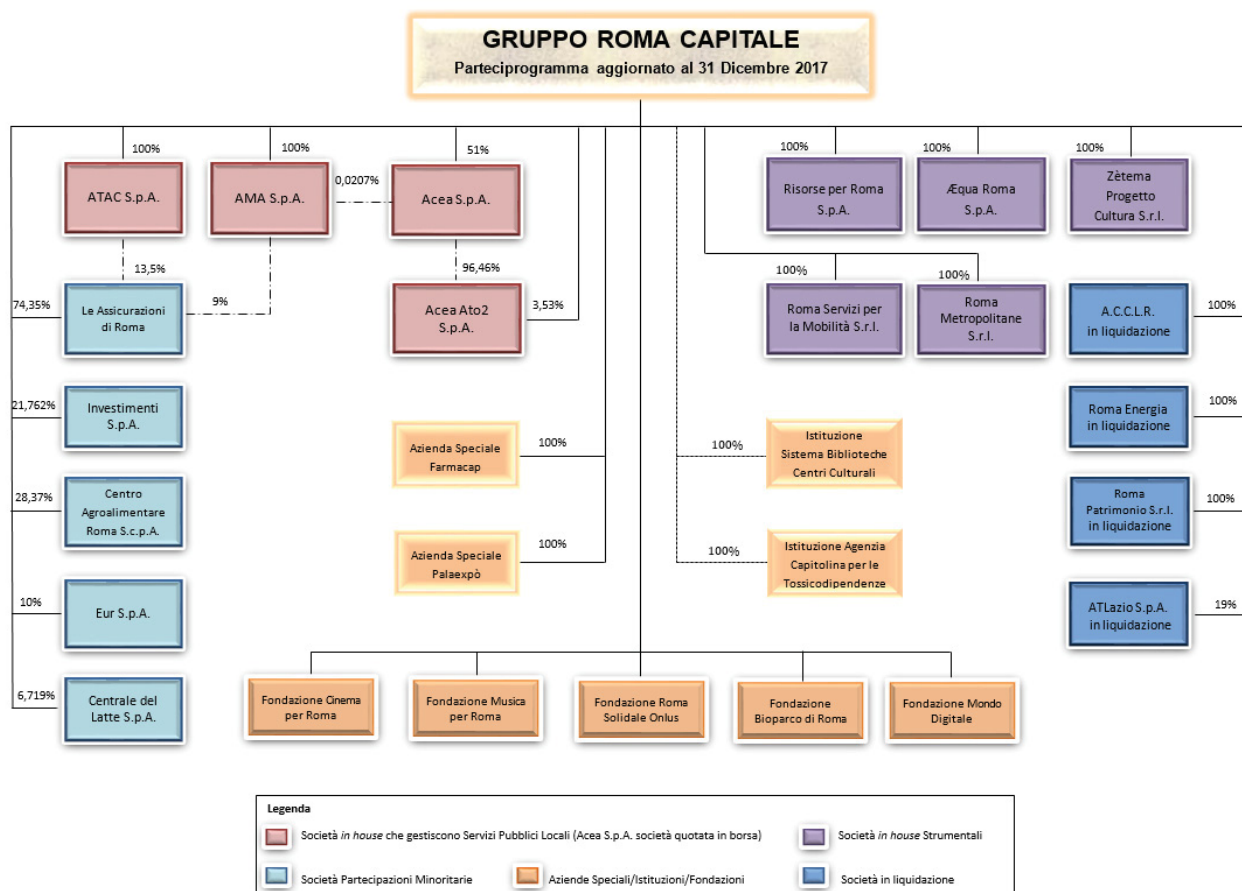 GRUPPO ROMA CAPITALE
Parteciprogramma aggiornato al 31 Dicembre 2017
100%
100%
51%
100%
100%
100%
ATAC S.p.A.
AMA S.p.A.
0,0207%
Acea S.p.A.
Risorse per Roma
S.p.A.
ÆQua Roma
S.p.A.
Zètema
Progetto
Cultura S.r.l.
13,5%
96,46%
100%
100%
74,35%
Le Assicurazioni
di Roma
9%
Acea Ato2
S.p.A.
3,53%
Roma Servizi per
la Mobilità S.r.l.
Roma
Metropolitane
S.r.l.
A.C.C.L.R.
in liquidazione
100%
21,762%
Investimenti
S.p.A.
Azienda Speciale
Farmacap
100%
100%
Istituzione
Sistema Biblioteche
Centri Culturali
Roma Energia
in liquidazione
100%
28,37%
Centro
Agroalimentare
Roma S.c.p.A.
Azienda Speciale
Palaexpò
100%
100%
Istituzione Agenzia
Capitolina per le
Tossicodipendenze
Roma
Patrimonio S.r.l.
in liquidazione
100%
10%
Eur S.p.A.
ATLazio S.p.A.
in liquidazione
19%
6,719%
Centrale del
Latte S.p.A.
Fondazione Cinema
per Roma
Fondazione Musica
per Roma
Fondazione Roma
Solidale Onlus
Fondazione
Bioparco di Roma
Fondazione Mondo
Digitale
Legenda
Società in house che gestiscono Servizi Pubblici Locali (Acea S.p.A. società quotata in borsa)
Società in house Strumentali
Società Partecipazioni Minoritarie
Aziende Speciali/Istituzioni/Fondazioni
Società in liquidazione